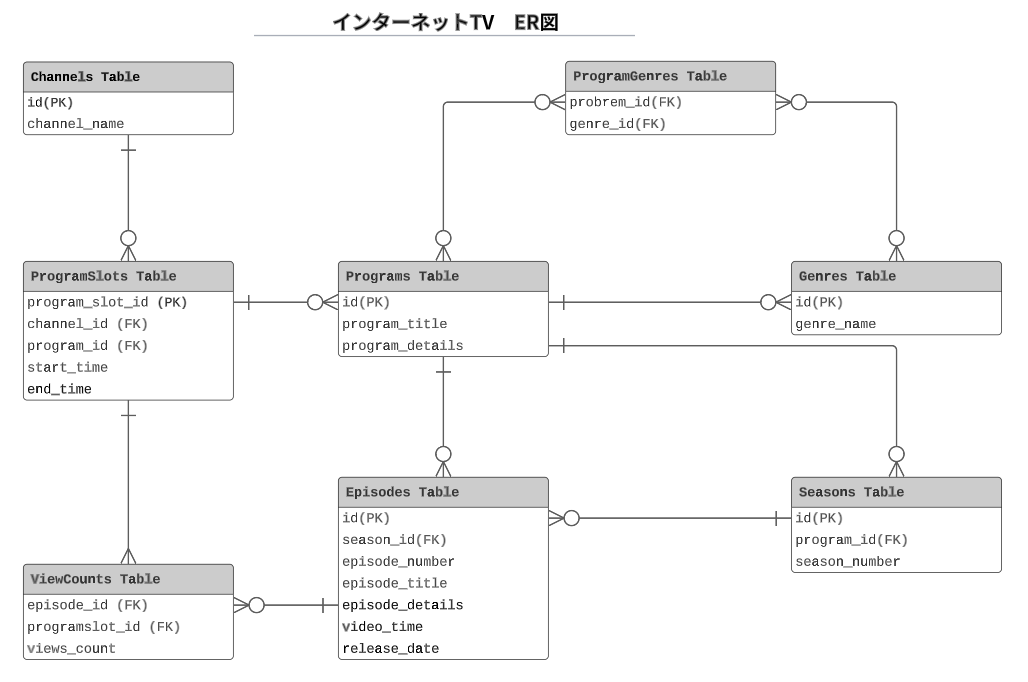 インターネットTV ER図
Channels Table
id(PK)
channel_name
ProgramGenres Table
probrem_id(FK)
genre_id(FK)
ProgramSlots Table
program_slot_id (PK)
channel_id (FK)
program_id (FK)
start_time
end_time
Programs Table
id(PK)
program_title
program_details
Genres Table
id(PK)
genre_name
Episodes Table
id(PK)
season_id(FK)
episode_number
episode_title
episode_details
video_time
release_date
Seasons Table
id(PK)
program_id(FK)
season_number
ViewCounts Table
episode_id (FK)
programslot_id (FK)
views_count